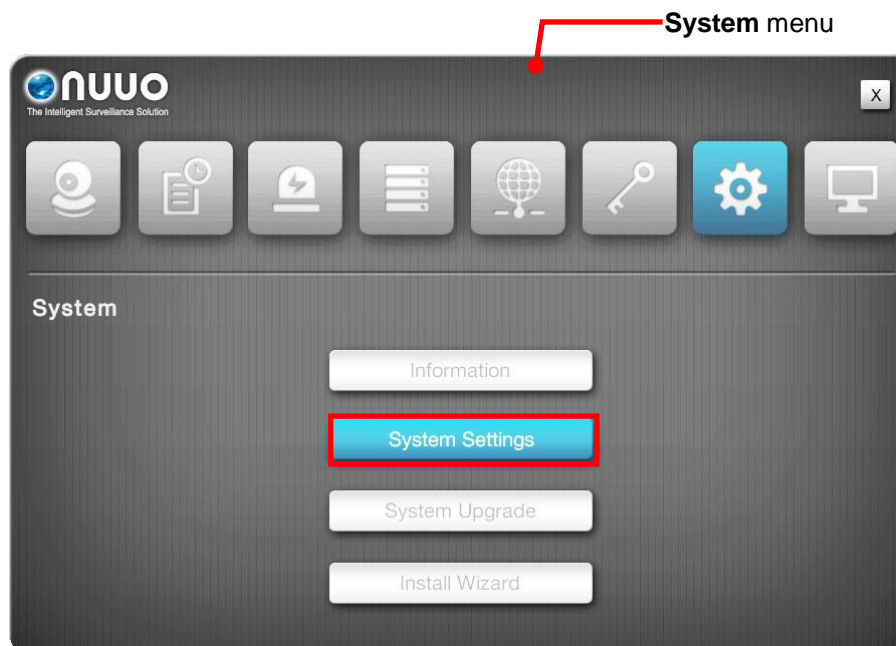 System menu
nuuo
The Intelligent Surveillance Solution
X
System
Information
System Settings
System Upgrade
Install Wizard